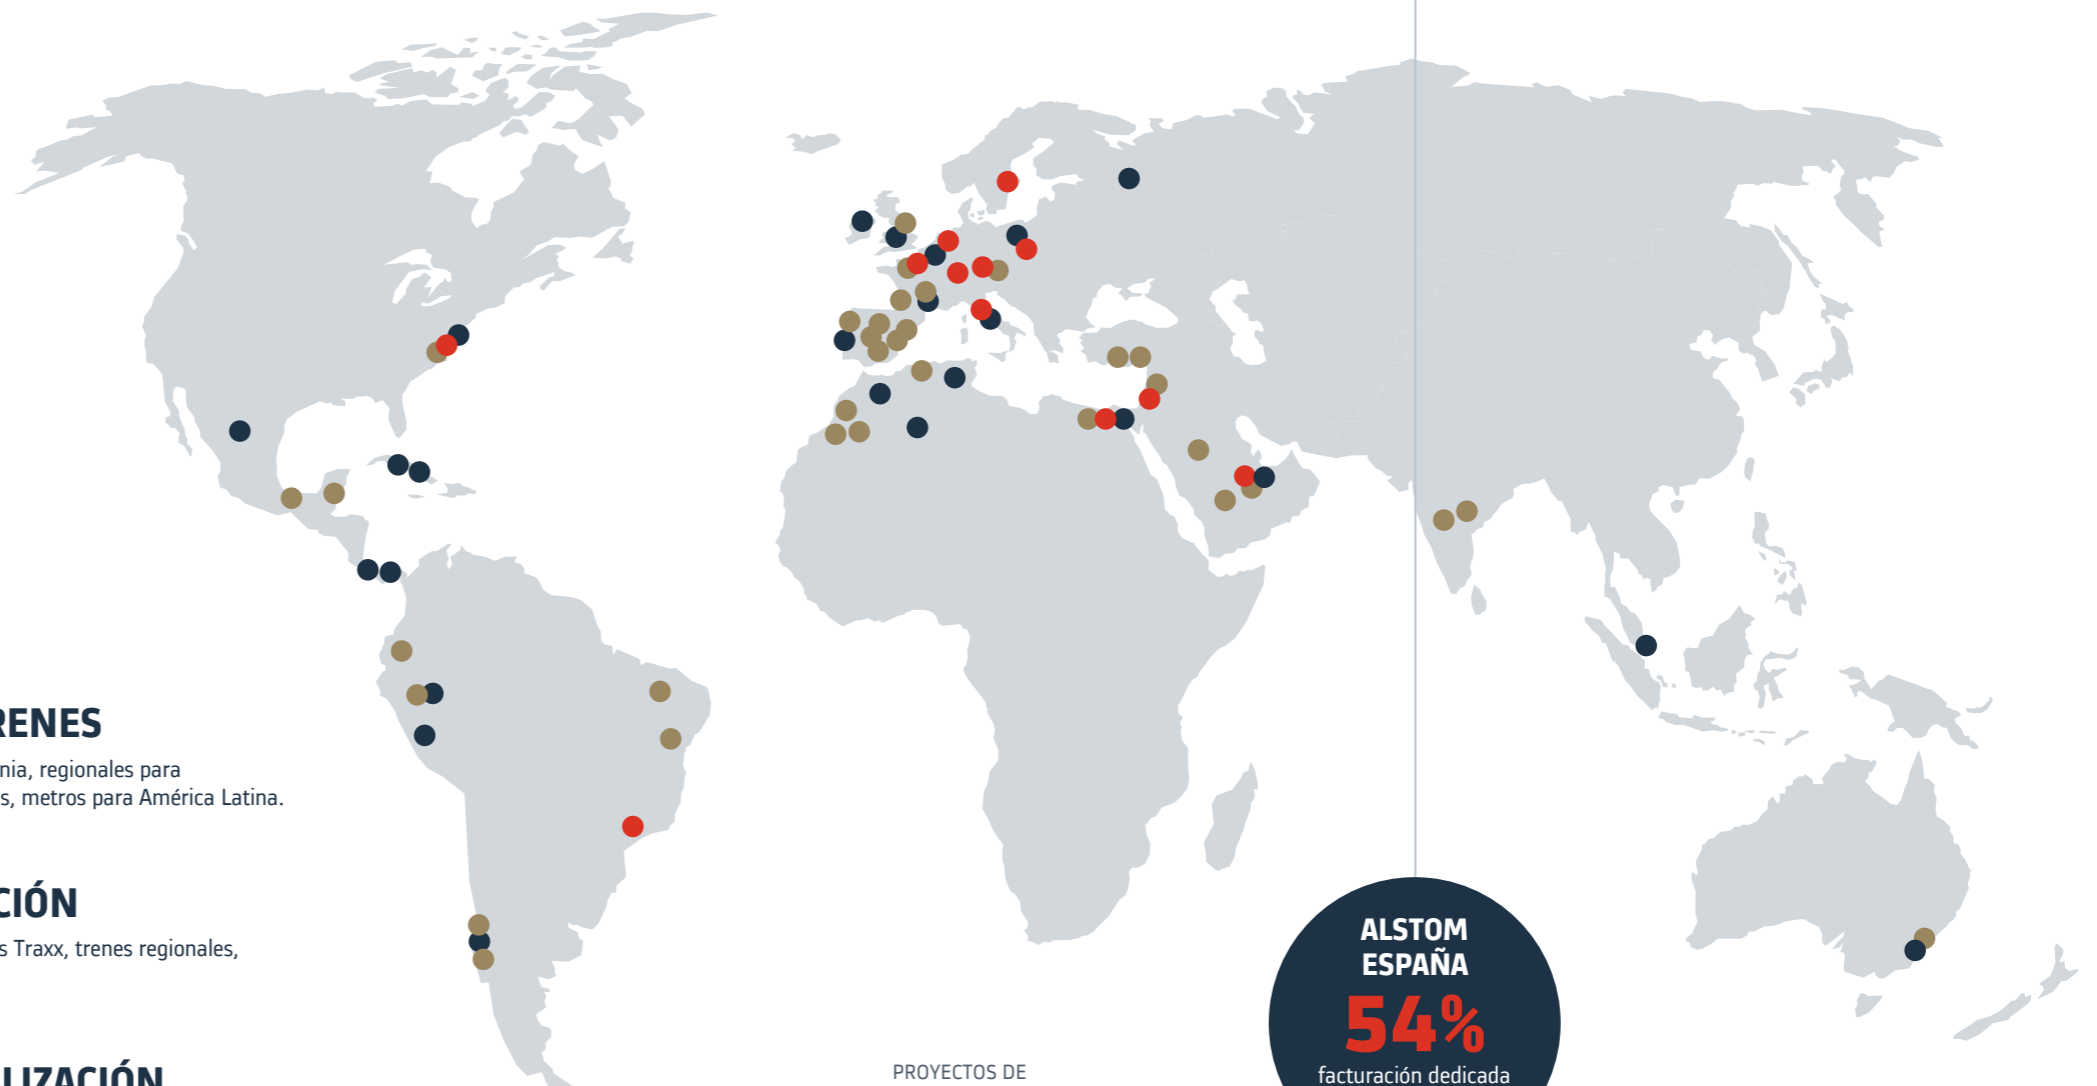 RENES
nia, regionales para
s, metros para América Latina.
CIÓN
s Traxx, trenes regionales,
LIZACIÓN
PROYECTOS DE
ALSTOM
ESPAÑA
54%
facturación dedicada